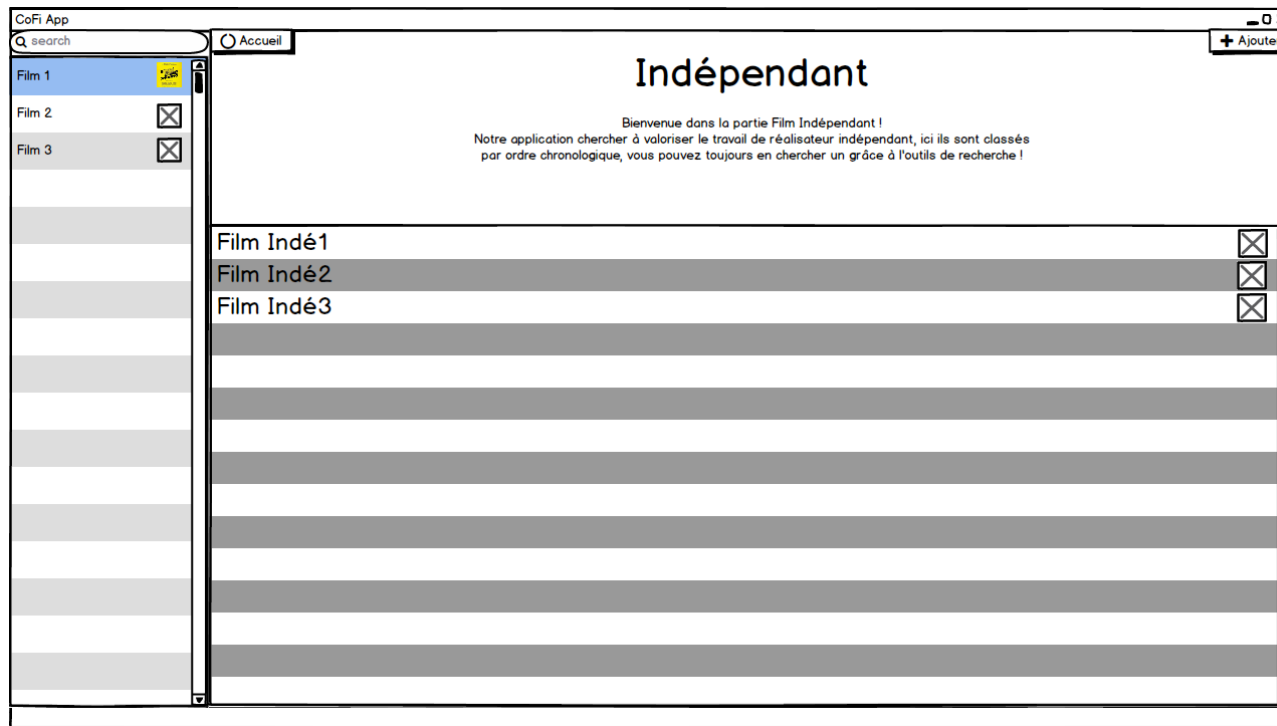 CoFi App
search
Accueil
Ajouter
Film 1
Film 2
Film 3
Indépendant
Bienvenue dans la partie Film Indépendant !
Notre application chercher à valoriser le travail de réalisateur indépendant, ici ils sont classés
par ordre chronologique, vous pouvez toujours en chercher un grâce à l'outils de recherche !
Film Indé1
Film Indé2
Film Indé3